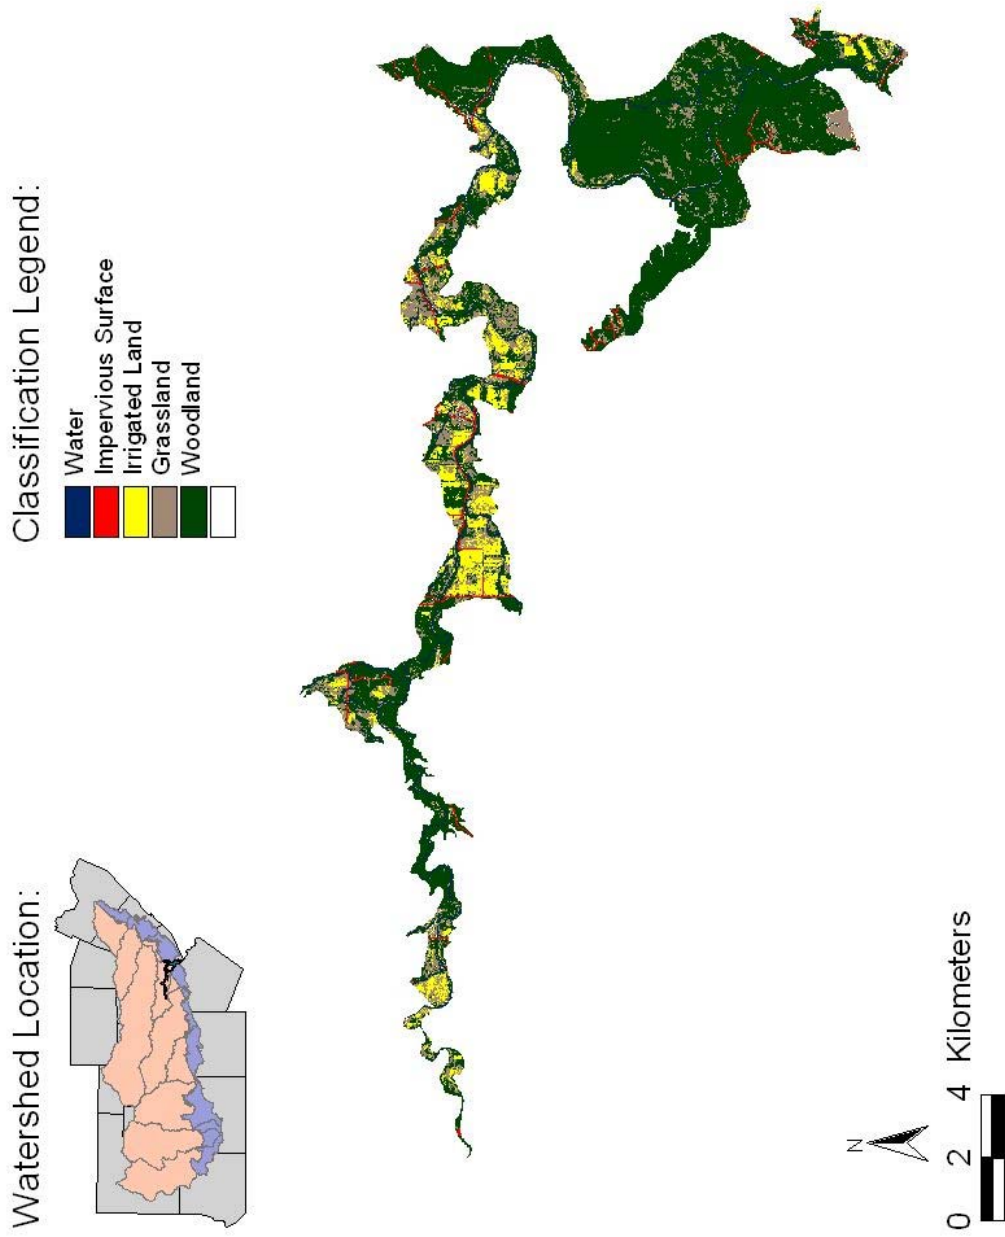 Watershed Location:
Classification Legend:
Water
Impervious Surface
Irrigated Land
Grassland
Woodland
N
0 2 4 Kilometers